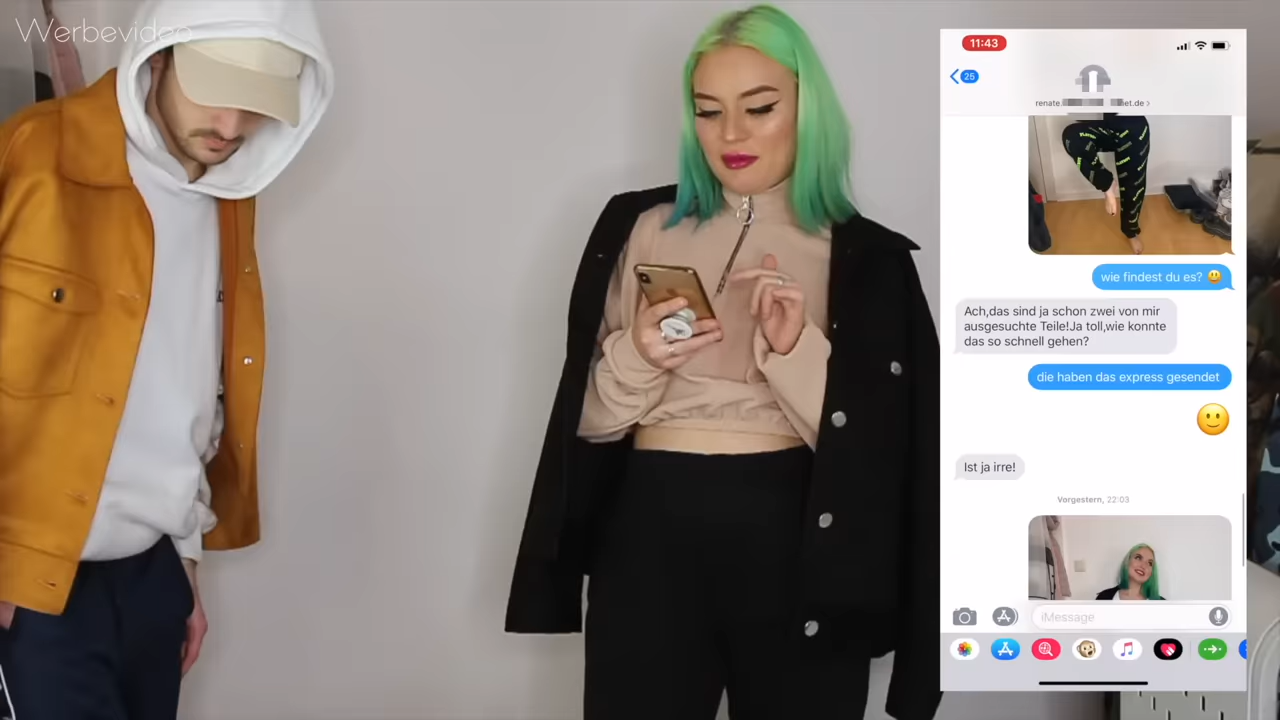 Werbevideo
11:43
25
renate.
net.de
wie findest du es? 😃
Ach,das sind ja schon zwei von mir
ausgesuchte Teile!Ja toll,wie konnte
das so schnell gehen?
die haben das express gesendet
🙂
Ist ja irre!
Vorgestern, 22:03
iMessage